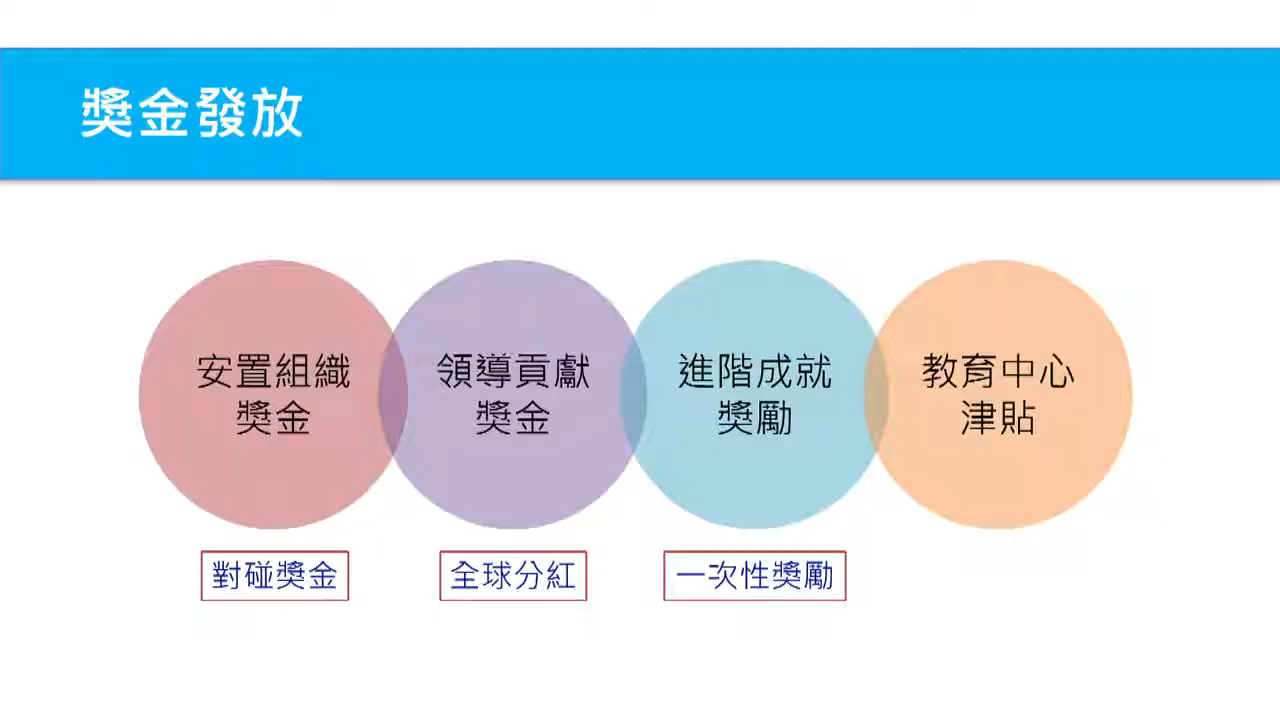 獎金發放
安置組織
獎金
領導貢獻
獎金
進階成就
獎勵
教育中心
津貼
對碰獎金
全球分紅
一次性獎勵